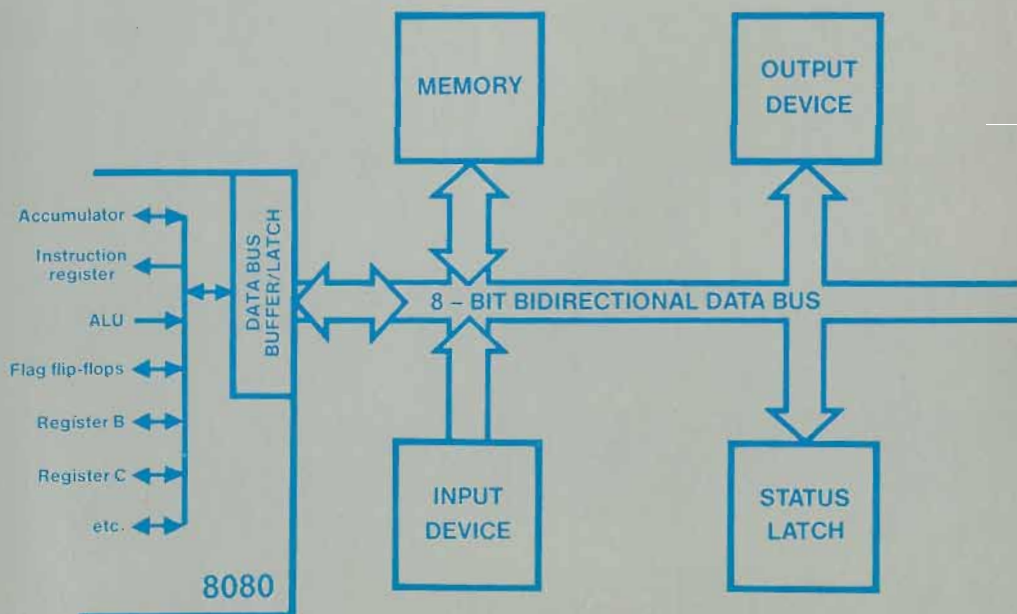 MEMORY
OUTPUT
DEVICE
Accumulator
Instruction
register
ALU
Flag flip-flops
Register B
Register C
etc.
DATA BUS
BUFFER/LATCH
8 – BIT BIDIRECTIONAL DATA BUS
INPUT
DEVICE
STATUS
LATCH
8080